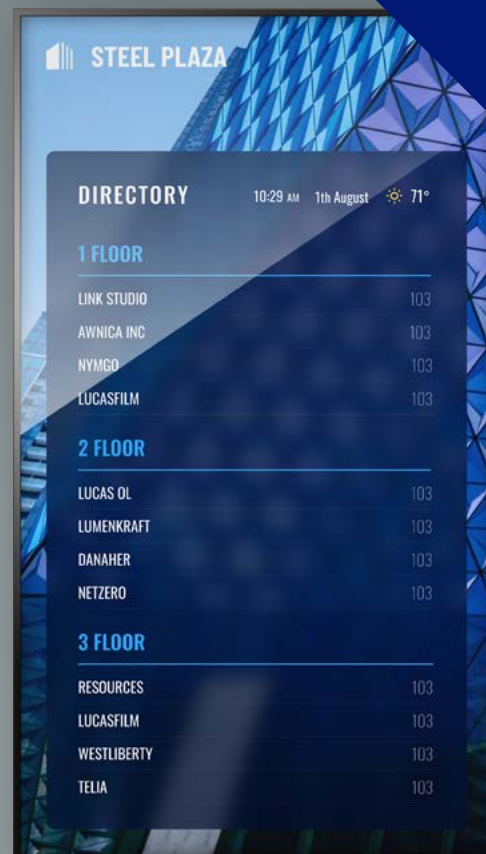 STEEL PLAZA
DIRECTORY 10:29 AM 1th August 71°
1 FLOOR
LINK STUDIO 103
AWNICA INC 103
NYMGO 103
LUCASFILM 103
2 FLOOR
LUCAS OL 103
LUMENKRAFT 103
DANAHER 103
NETZERO 103
3 FLOOR
RESOURCES 103
LUCASFILM 103
WESTLIBERTY 103
TELIA 103